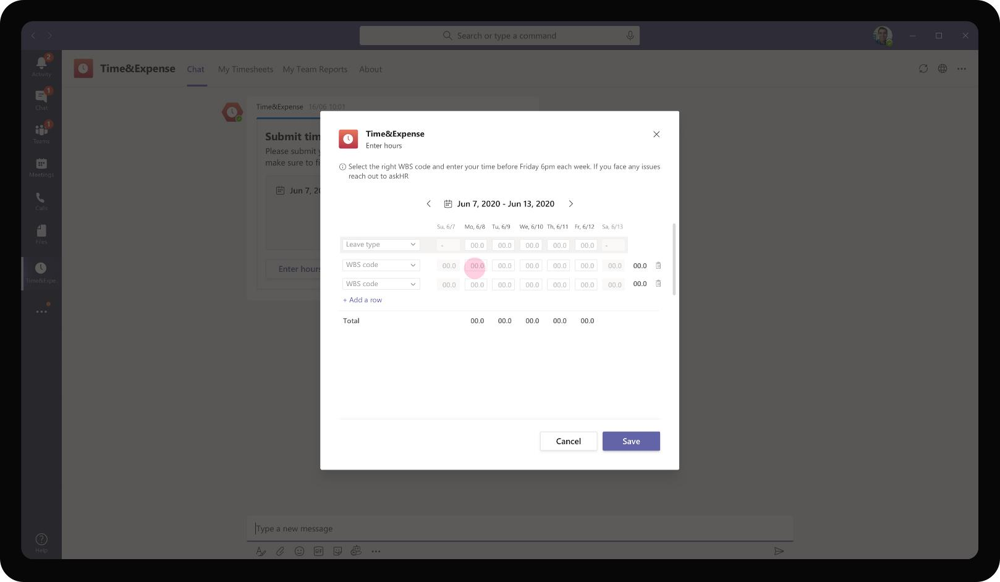 Search or type a command
2
Activity
1
Chat
1
Teams
Meetings
Calls
Files
Time&Expe..
Help
Time&Expense Chat My Timesheets My Team Reports About
Time&Expense 16/06 10:01
Submit tim
Please submit y
make sure to fi
Jun 7, 20
Enter hours
Time&Expense
Enter hours
Select the right WBS code and enter your time before Friday 6pm each week. If you face any issues
reach out to askHR
Jun 7, 2020 - Jun 13, 2020
Su, 6/7 Mo, 6/8 Tu, 6/9 We, 6/10 Th, 6/11 Fr, 6/12 Sa, 6/13
Leave type - 00.0 00.0 00.0 00.0 00.0 -
WBS code 00.0 00.0 00.0 00.0 00.0 00.0 00.0 00.0
WBS code 00.0 00.0 00.0 00.0 00.0 00.0 00.0 00.0
+ Add a row
Total 00.0 00.0 00.0 00.0 00.0
Cancel Save
Type a new message
GIF